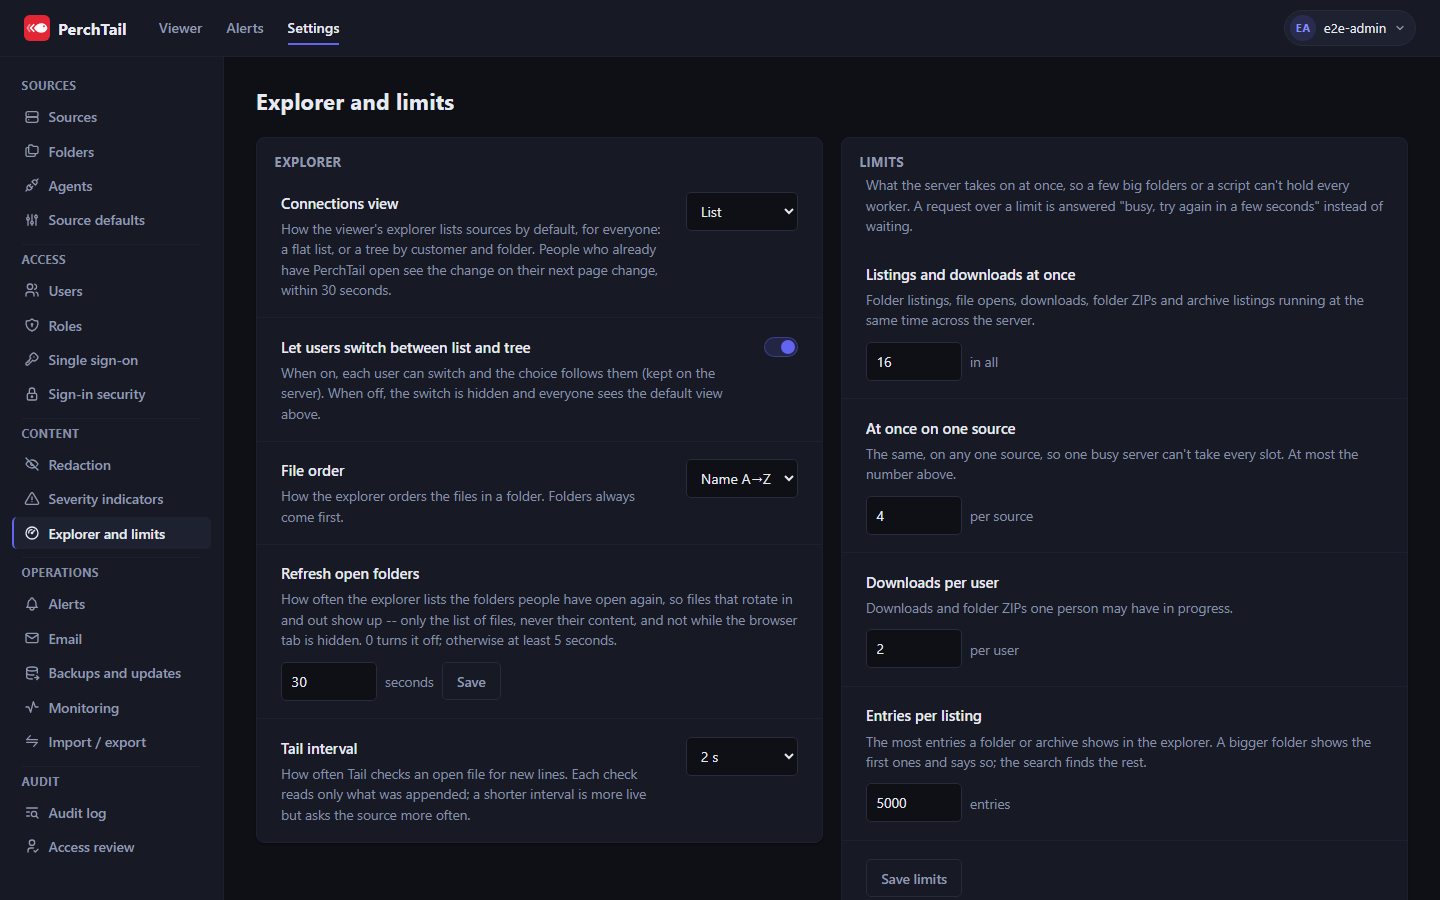 PerchTail
Viewer
Alerts
Settings
EA
e2e-admin
SOURCES
Sources
Folders
Agents
Source defaults
ACCESS
Users
Roles
Single sign-on
Sign-in security
CONTENT
Redaction
Severity indicators
Explorer and limits
OPERATIONS
Alerts
Email
Backups and updates
Monitoring
Import / export
AUDIT
Audit log
Access review
Explorer and limits
EXPLORER
Connections view
How the viewer's explorer lists sources by default, for everyone:
a flat list, or a tree by customer and folder. People who already
have PerchTail open see the change on their next page change,
within 30 seconds.
List
Let users switch between list and tree
When on, each user can switch and the choice follows them (kept on the
server). When off, the switch is hidden and everyone sees the default view
above.
File order
How the explorer orders the files in a folder. Folders always
come first.
Name A→Z
Refresh open folders
How often the explorer lists the folders people have open again, so files that rotate in
and out show up -- only the list of files, never their content, and not while the browser
tab is hidden. 0 turns it off; otherwise at least 5 seconds.
30
seconds
Save
Tail interval
How often Tail checks an open file for new lines. Each check
reads only what was appended; a shorter interval is more live
but asks the source more often.
2 s
LIMITS
What the server takes on at once, so a few big folders or a script can't hold every
worker. A request over a limit is answered "busy, try again in a few seconds" instead of
waiting.
Listings and downloads at once
Folder listings, file opens, downloads, folder ZIPs and archive listings running at the
same time across the server.
16
in all
At once on one source
The same, on any one source, so one busy server can't take every slot. At most the
number above.
4
per source
Downloads per user
Downloads and folder ZIPs one person may have in progress.
2
per user
Entries per listing
The most entries a folder or archive shows in the explorer. A bigger folder shows the
first ones and says so; the search finds the rest.
5000
entries
Save limits